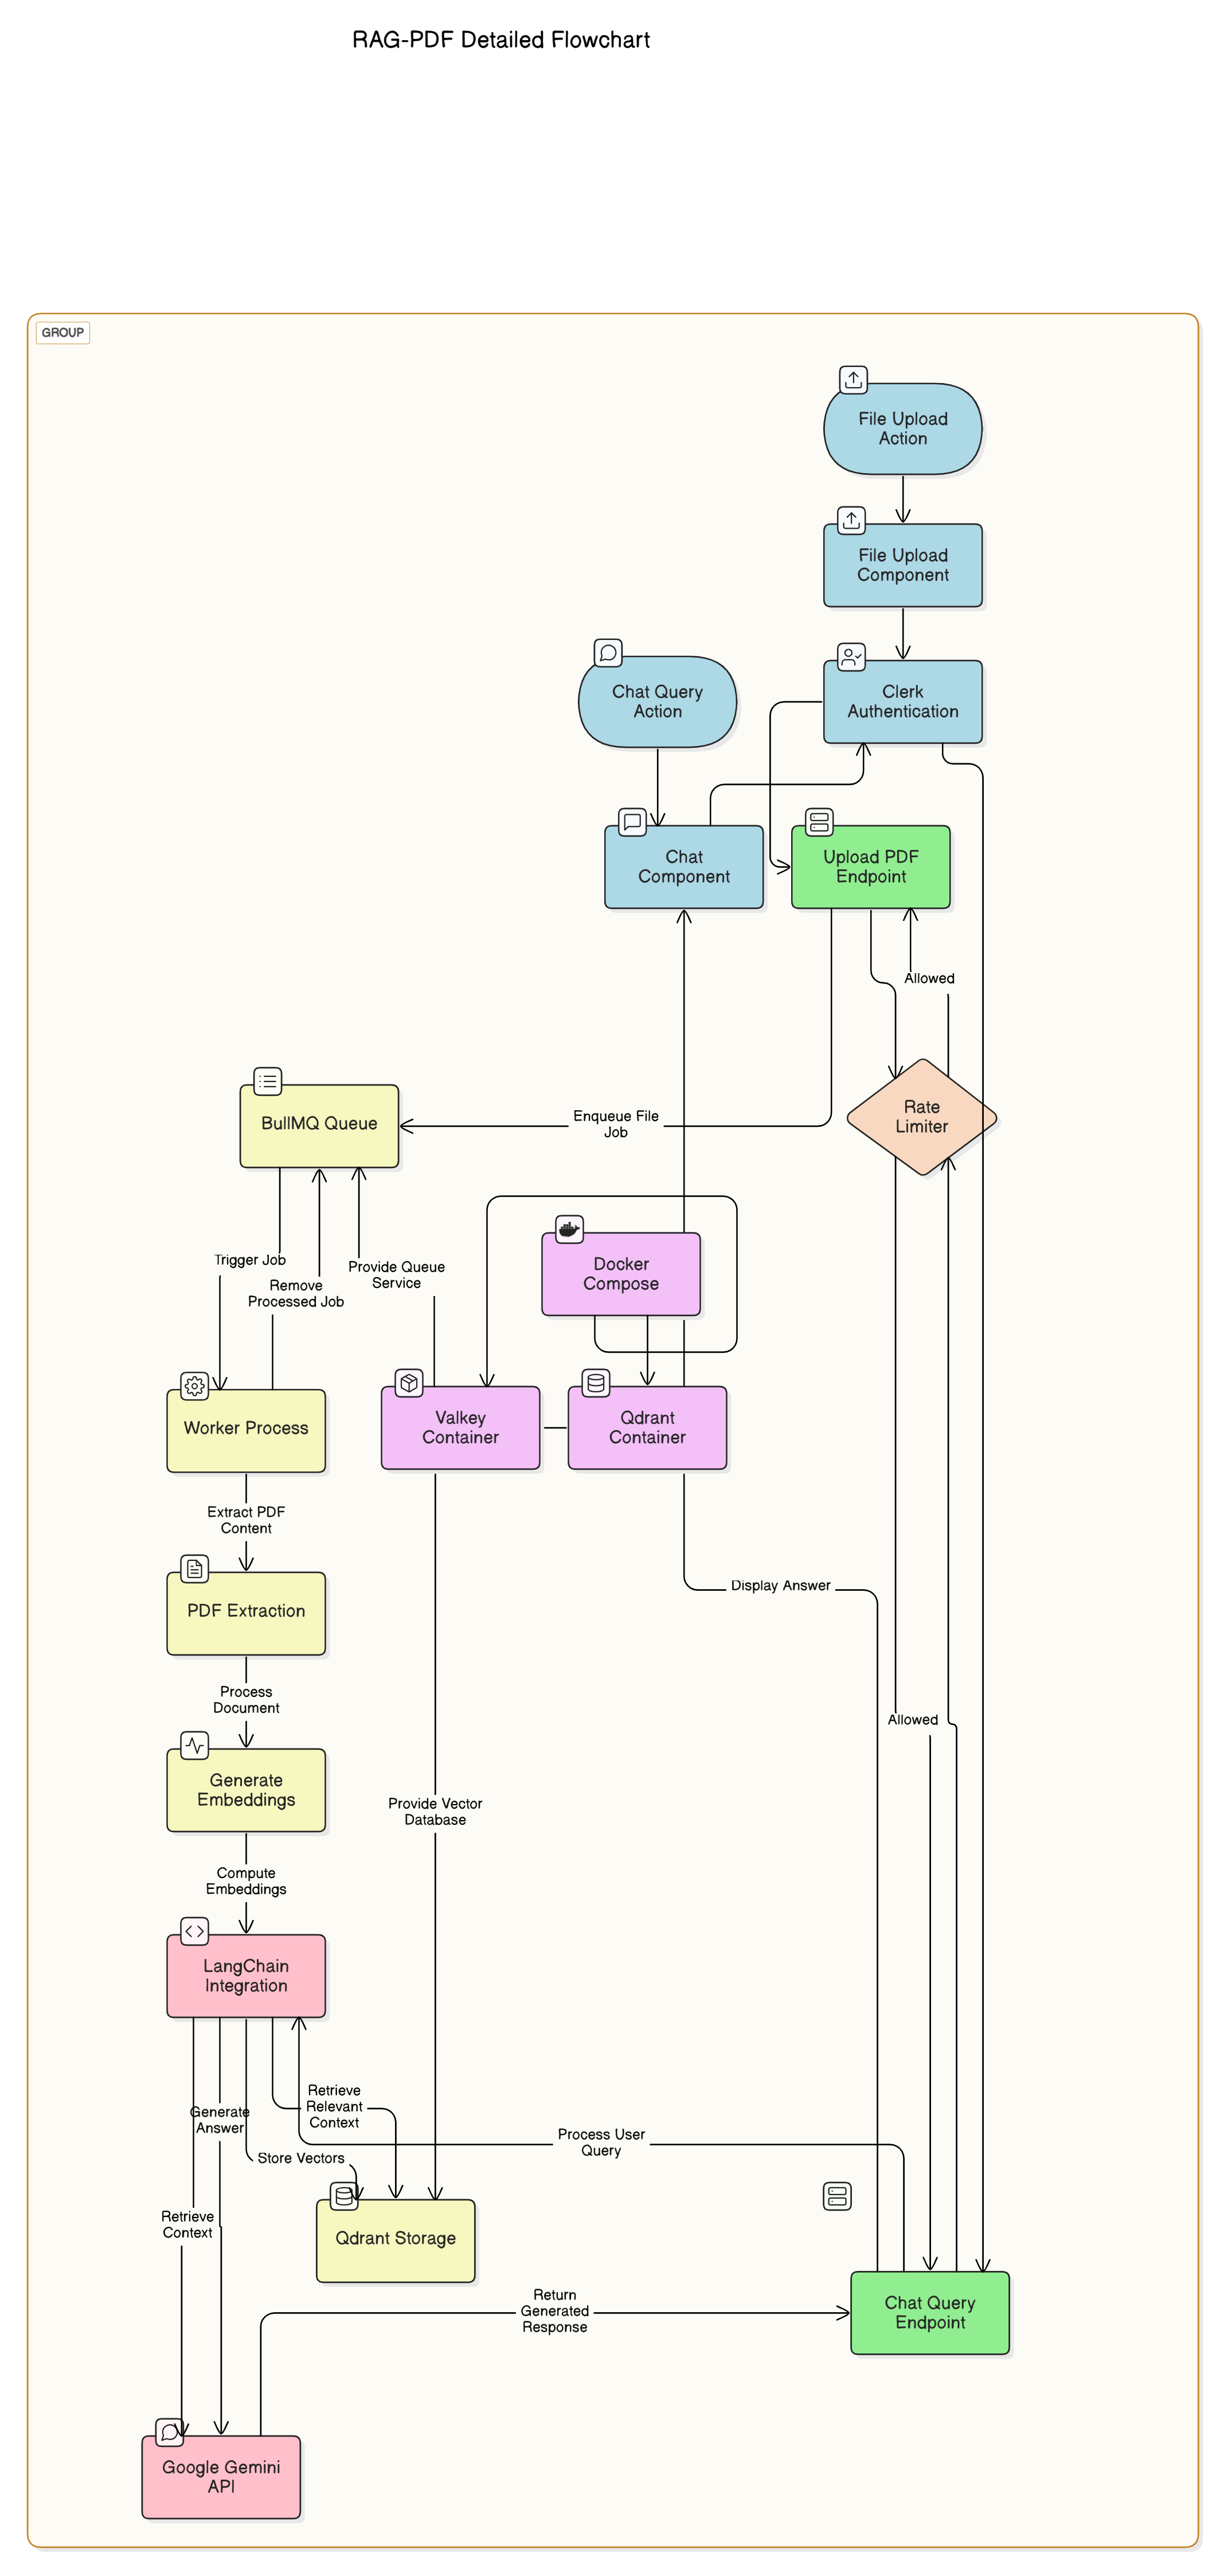 RAG-PDF Detailed Flowchart
GROUP
File Upload
Action
File Upload
Component
Chat Query
Action
Clerk
Authentication
Chat
Component
Upload PDF
Endpoint
Allowed
BullMQ Queue
Enqueue File
Job
Rate
Limiter
Trigger Job
Remove
Processed Job
Provide Queue
Service
Docker
Compose
Worker Process
Valkey
Container
Qdrant
Container
Extract PDF
Content
Display Answer
PDF Extraction
Process
Document
Allowed
Generate
Embeddings
Provide Vector
Database
Compute
Embeddings
LangChain
Integration
Retrieve
Relevant
Context
Generate
Answer
Process User
Query
Store Vectors
Retrieve
Context
Qdrant Storage
Return
Generated
Response
Chat Query
Endpoint
Google Gemini
API